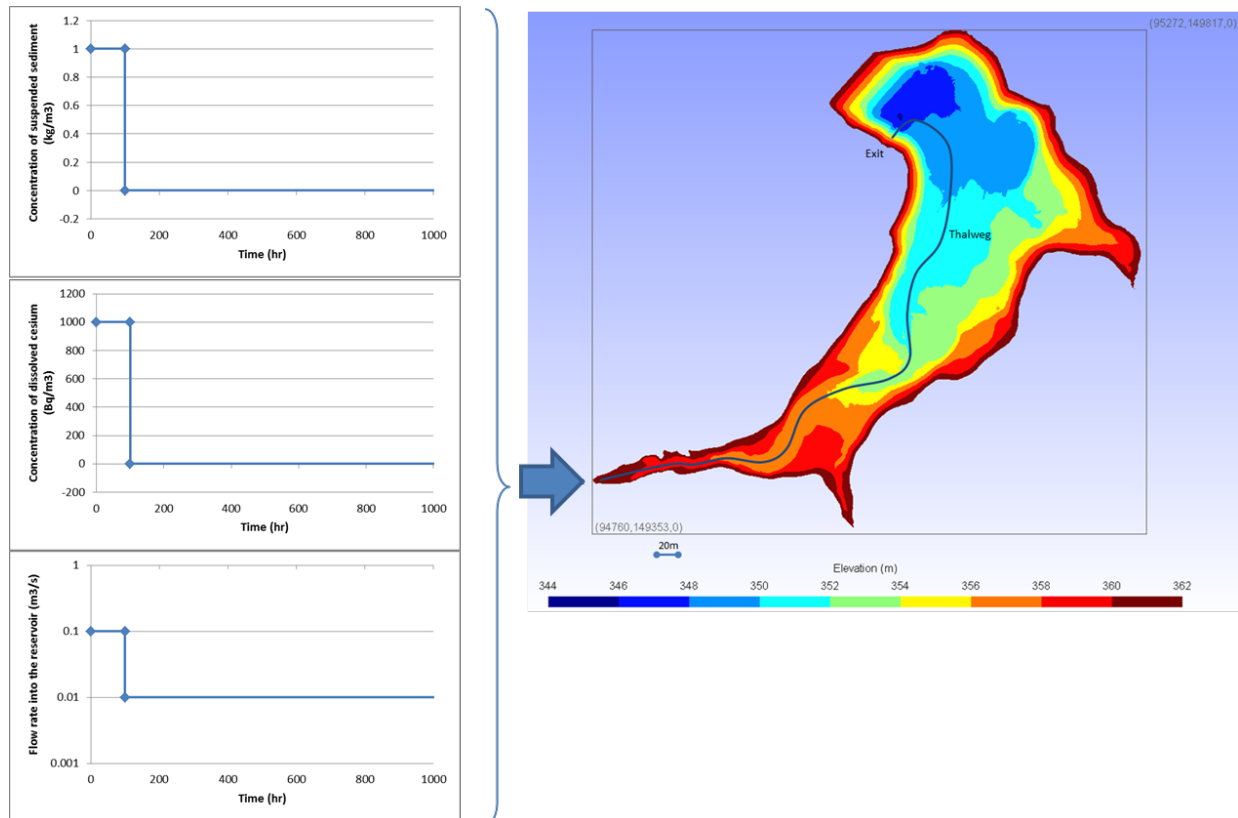 Concentration of suspended sediment
(kg/m3)
1.2
1
0.8
0.6
0.4
0.2
0
-0.2
0 200 400 600 800 1000
Time (hr)
Concentration of dissolved cesium
(Bq/m3)
1200
1000
800
600
400
200
0
-200
0 200 400 600 800 1000
Time (hr)
Flow rate into the reservoir (m3/s)
1
0.1
0.01
0.001
0 200 400 600 800 1000
Time (hr)
(95272,149817,0)
Exit
Thalweg
(94760,149353,0)
20m
Elevation (m)
344 346 348 350 352 354 356 358 360 362